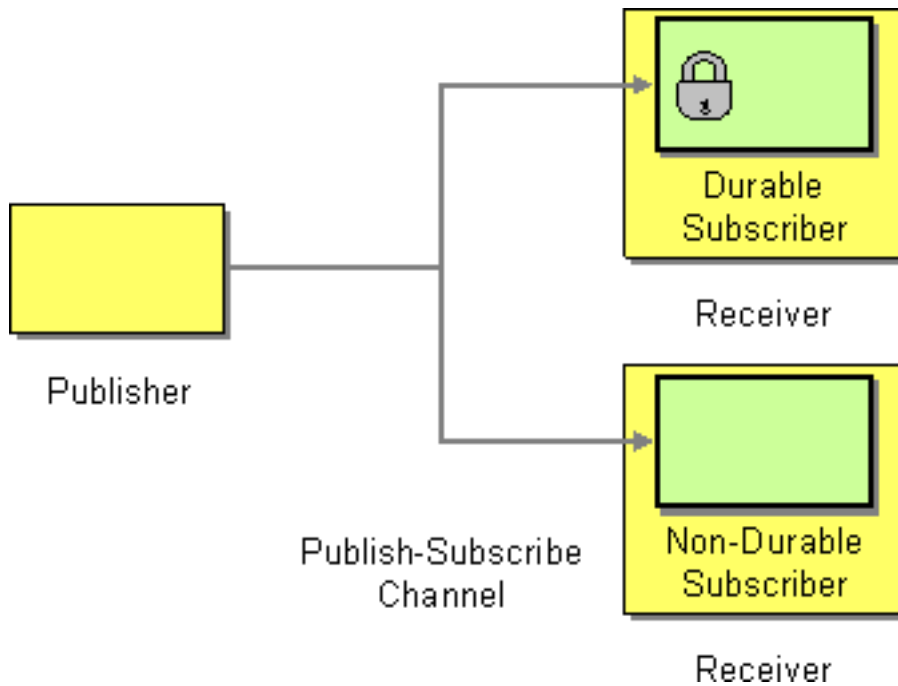 Durable
Subscriber
Receiver
Publisher
Publish-Subscribe
Channel
Non-Durable
Subscriber
Receiver